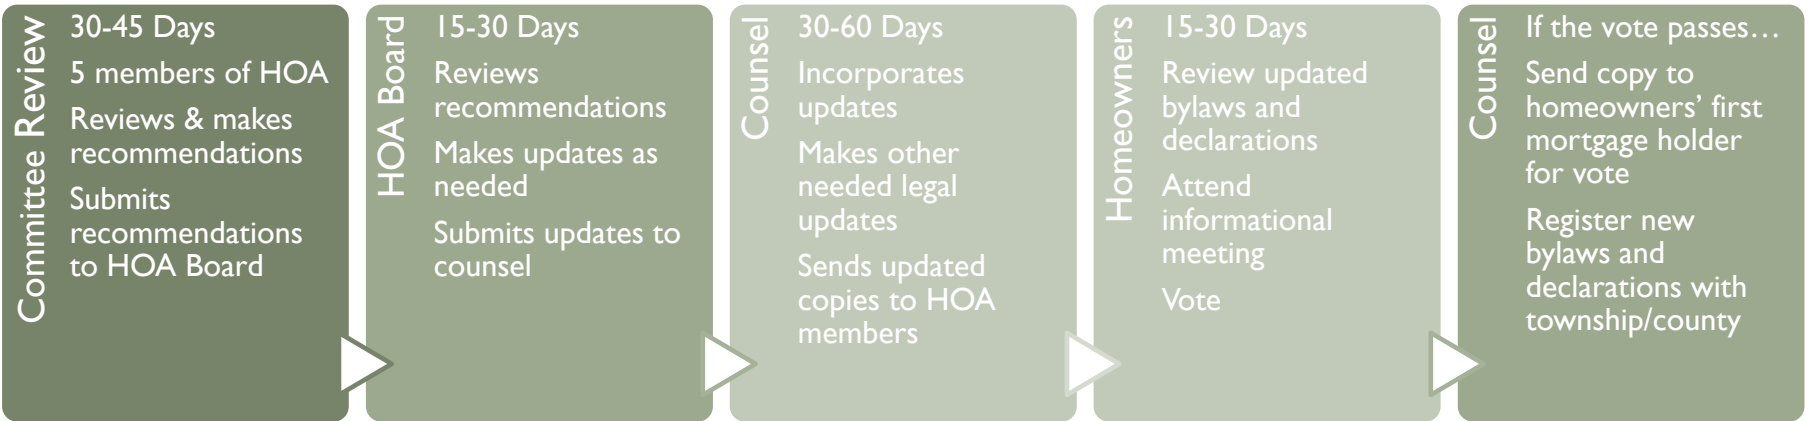 Committee Review
30-45 Days
5 members of HOA
Reviews & makes
recommendations
Submits
recommendations
to HOA Board
HOA Board
15-30 Days
Reviews
recommendations
Makes updates as
needed
Submits updates to
counsel
Counsel
30-60 Days
Incorporates
updates
Makes other
needed legal
updates
Sends updated
copies to HOA
members
Homeowners
15-30 Days
Review updated
bylaws and
declarations
Attend
informational
meeting
Vote
Counsel
If the vote passes…
Send copy to
homeowners’ first
mortgage holder
for vote
Register new
bylaws and
declarations with
township/county